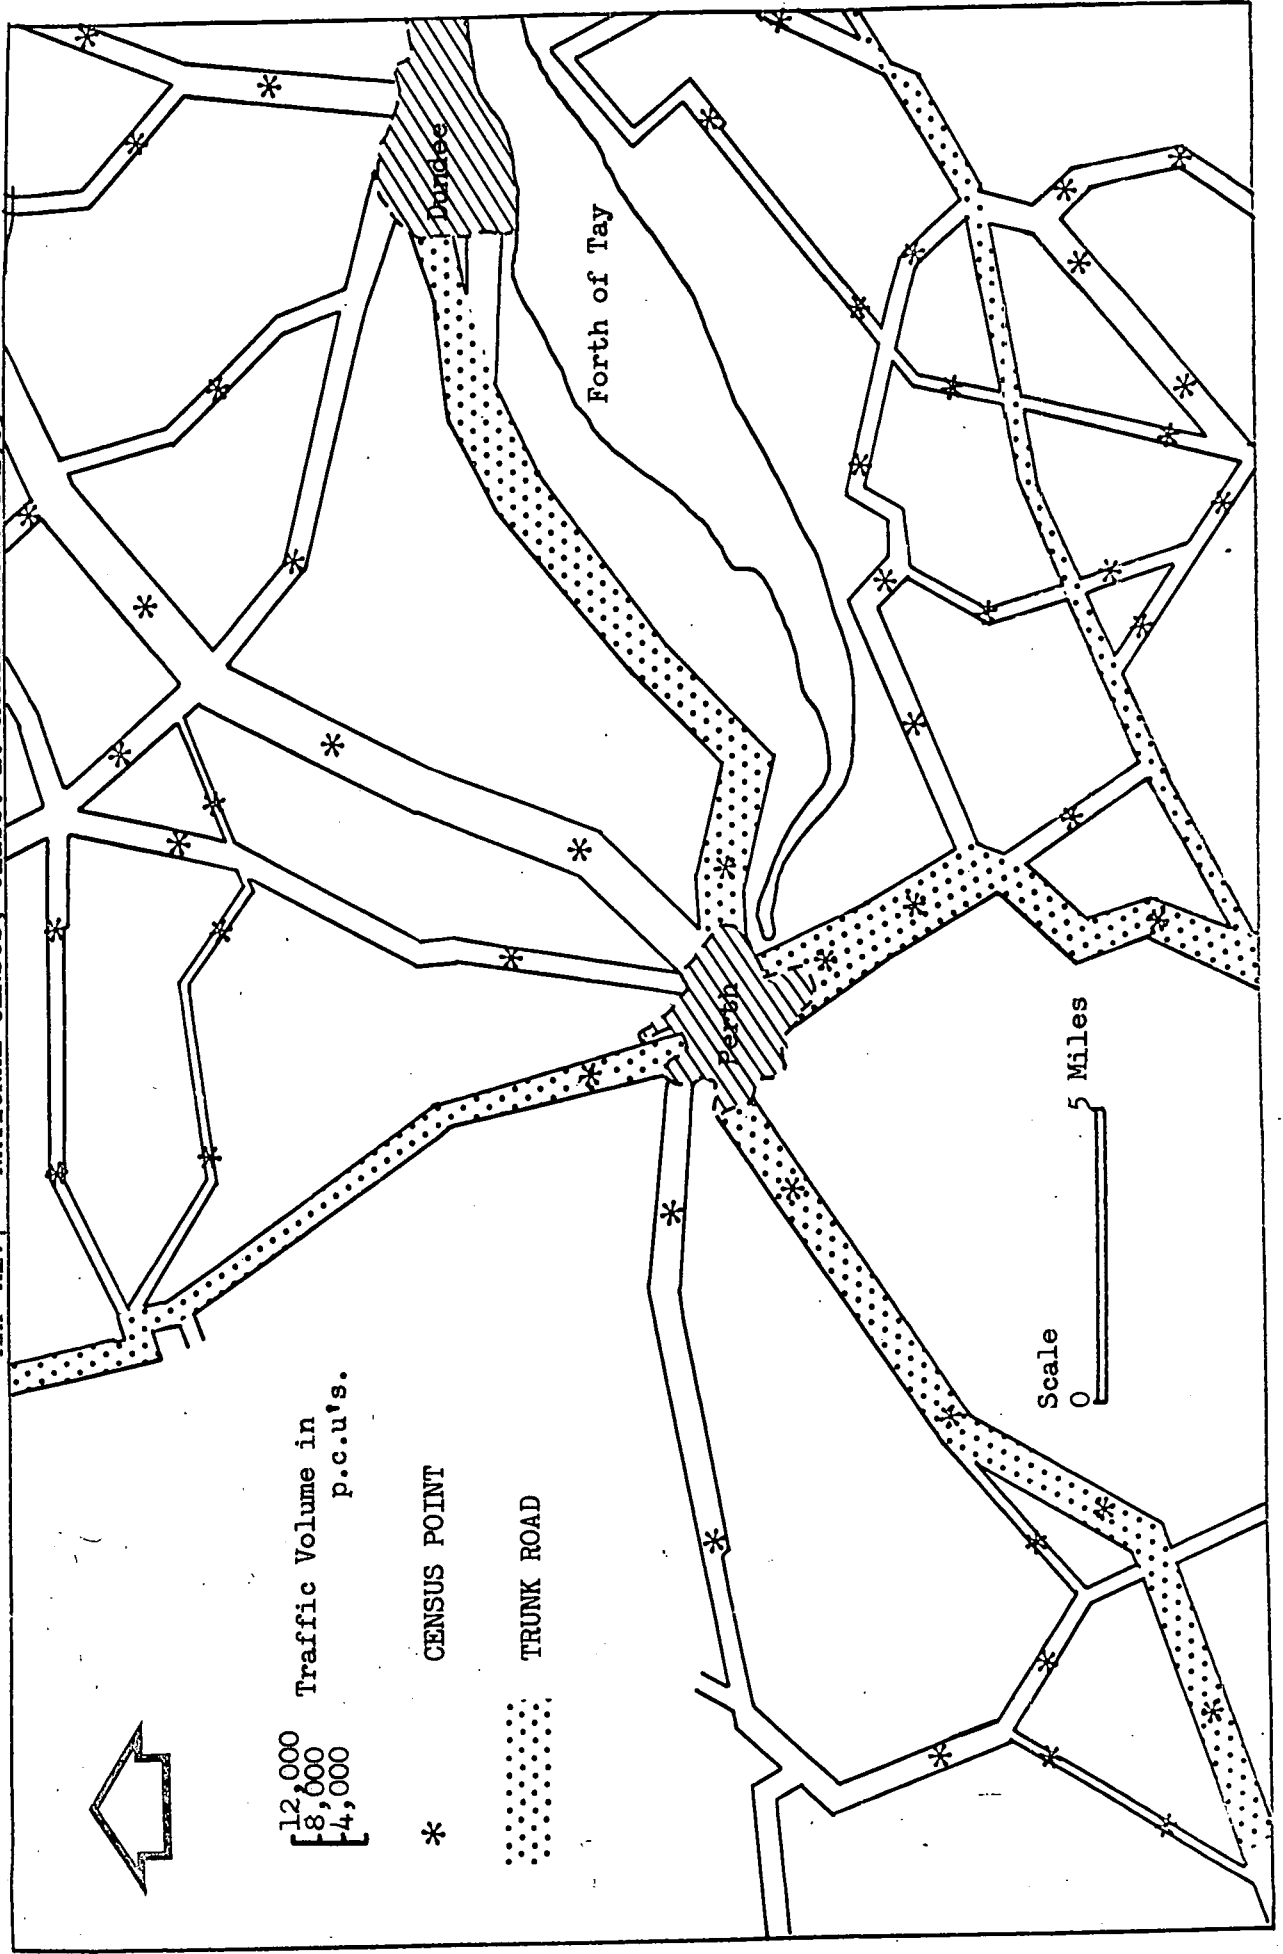 Dundee
Forth of Tay
Perth
12,000
8,000
4,000
Traffic Volume in
p.c.u's.
* CENSUS POINT
TRUNK ROAD
Scale
0 5 Miles